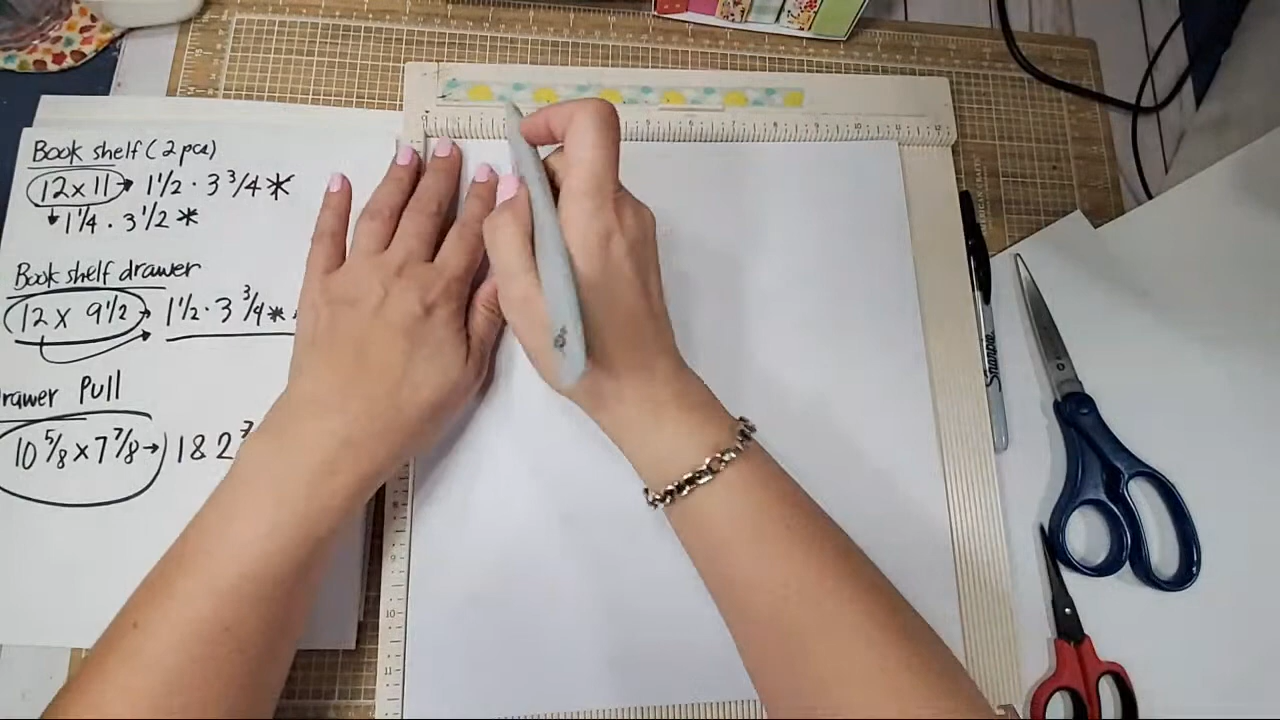 Book shelf (2 pcs)
12 x 11 → 1 1/2 · 3 3/4 *
1 1/4 · 3 1/2 *
Book shelf drawer
12 x 9 1/2 → 1 1/2 · 3 3/4 *
rawer Pull
10 5/8 x 7 7/8 → 1 & 2
Sharpie